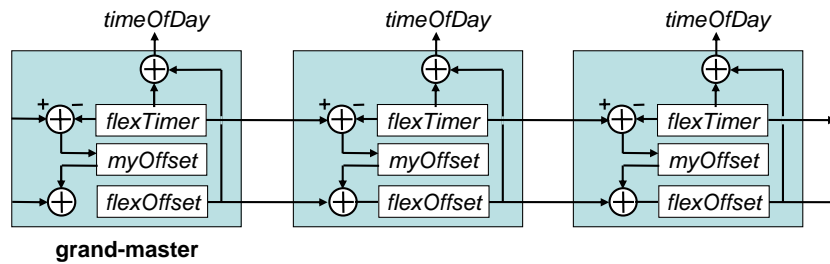 timeOfDay timeOfDay timeOfDay
+ − flexTimer + − flexTimer + − flexTimer
myOffset myOffset myOffset
flexOffset flexOffset flexOffset
grand-master